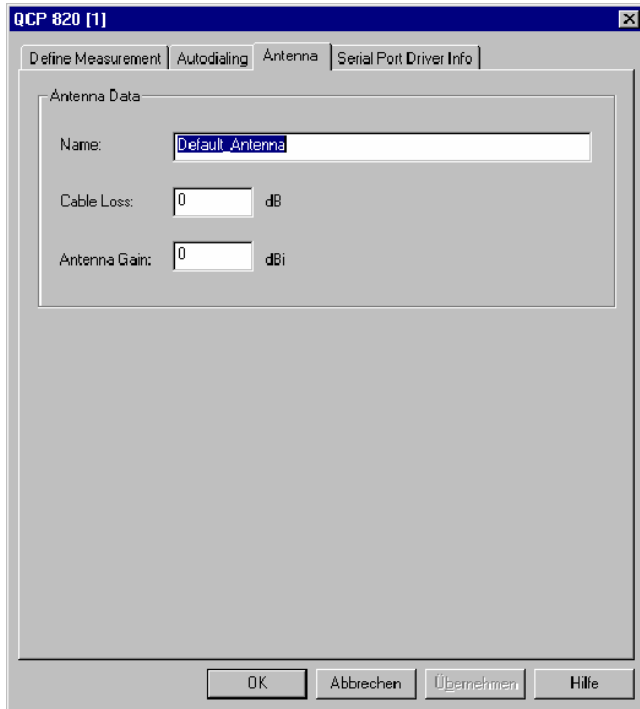 QCP 820 [1]
Define Measurement Autodialing Antenna Serial Port Driver Info
Antenna Data
Name: Default_Antenna
Cable Loss: 0 dB
Antenna Gain: 0 dBi
OK Abbrechen Übernehmen Hilfe